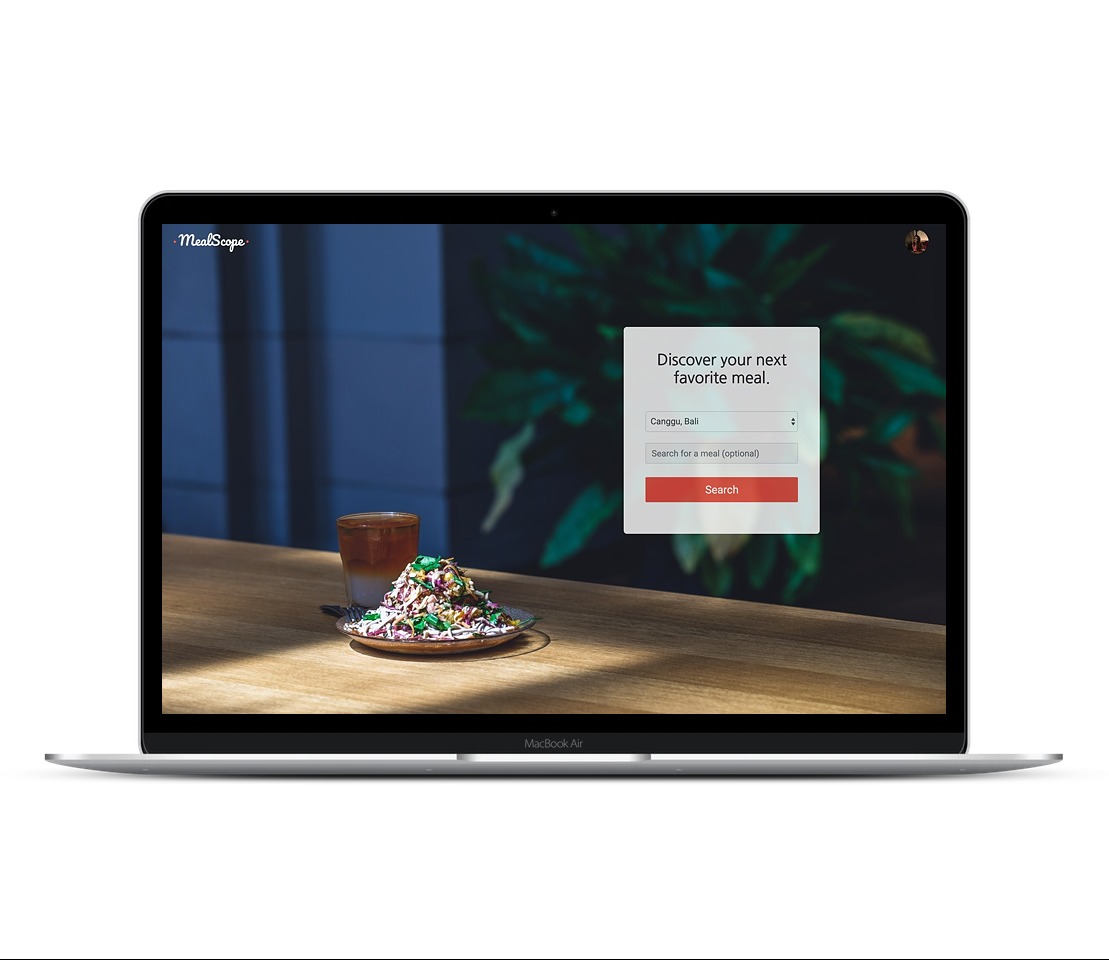 MealScope
Discover your next
favorite meal.
Canggu, Bali
Search for a meal (optional)
Search
MacBook Air